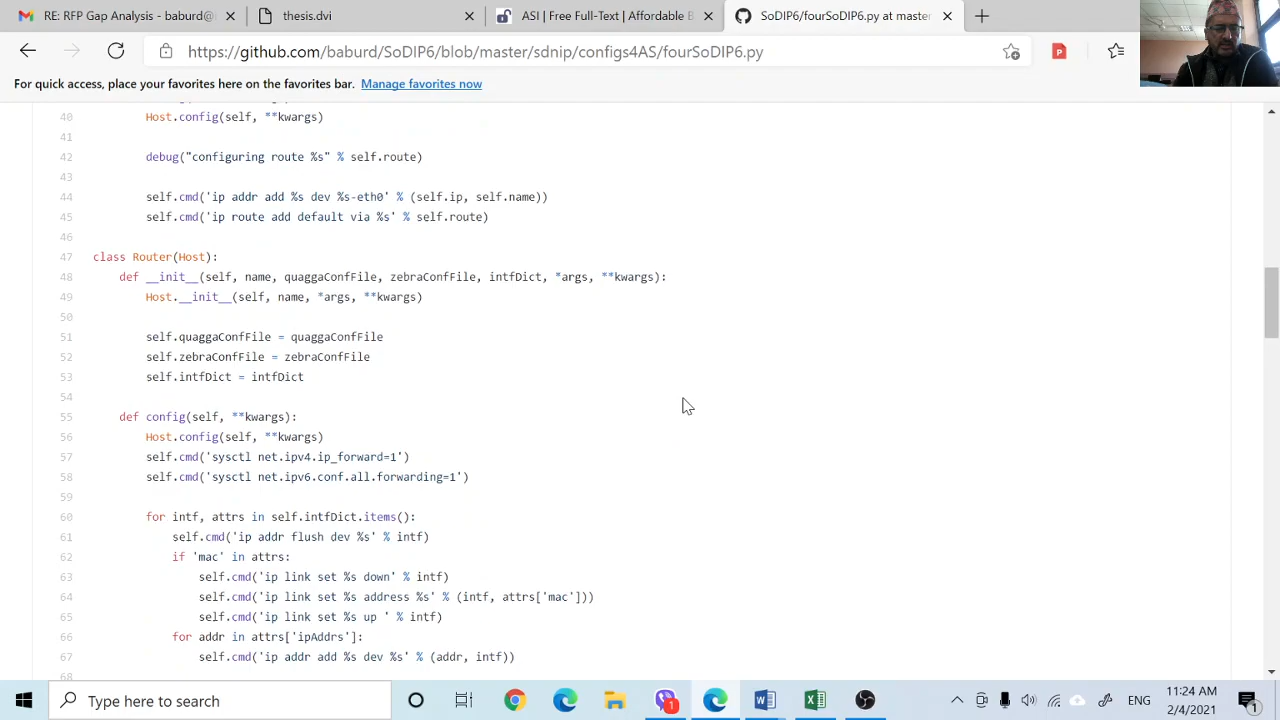 RE: RFP Engagement
thesis.dvi
ASI | Free Full-Text | Affordable B
SoDIP6/fourSoDIP6.py at master
https://github.com/baburd/SoDIP6/blob/master/sdnip/configs4AS/fourSoDIP6.py
For quick access, place your favorites here on the favorites bar. Manage favorites now
40 Host.config(self, **kwargs)
41
42 debug("configuring route %s" % self.route)
43
44 self.cmd('ip addr add %s dev %s-eth0' % (self.ip, self.name))
45 self.cmd('ip route add default via %s' % self.route)
46
47 class Router(Host):
48 def __init__(self, name, quaggaConfFile, zebraConfFile, intfDict, *args, **kwargs):
49 Host.__init__(self, name, *args, **kwargs)
50
51 self.quaggaConfFile = quaggaConfFile
52 self.zebraConfFile = zebraConfFile
53 self.intfDict = intfDict
54
55 def config(self, **kwargs):
56 Host.config(self, **kwargs)
57 self.cmd('sysctl net.ipv4.ip_forward=1')
58 self.cmd('sysctl net.ipv6.conf.all.forwarding=1')
59
60 for intf, attrs in self.intfDict.items():
61 self.cmd('ip addr flush dev %s' % intf)
62 if 'mac' in attrs:
63 self.cmd('ip link set %s down' % intf)
64 self.cmd('ip link set %s address %s' % (intf, attrs['mac']))
65 self.cmd('ip link set %s up ' % intf)
66 for addr in attrs['ipAddrs']:
67 self.cmd('ip addr add %s dev %s' % (addr, intf))
68
Type here to search
1
ENG
11:24 AM
2/4/2021
1